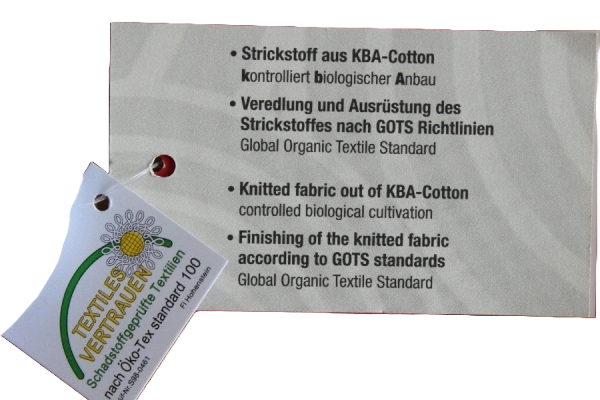 • Strickstoff aus KBA-Cotton
kontrolliert biologischer Anbau
• Veredlung und Ausrüstung des
Strickstoffes nach GOTS Richtlinien
Global Organic Textile Standard
• Knitted fabric out of KBA-Cotton
controlled biological cultivation
• Finishing of the knitted fabric
according to GOTS standards
Global Organic Textile Standard
TEXTILES
VERTRAUEN
Schadstoffgeprüfte Textilien
nach Öko-Tex standard 100
FI Hohenstein